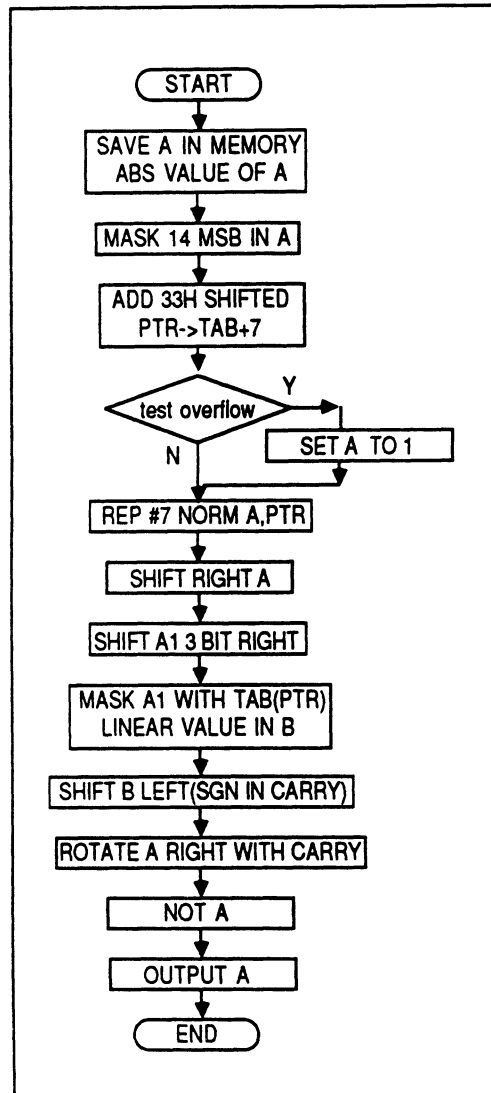 START
SAVE A IN MEMORY
ABS VALUE OF A
MASK 14 MSB IN A
ADD 33H SHIFTED
PTR->TAB+7
test overflow
Y
SET A TO 1
N
REP #7 NORM A,PTR
SHIFT RIGHT A
SHIFT A1 3 BIT RIGHT
MASK A1 WITH TAB(PTR)
LINEAR VALUE IN B
SHIFT B LEFT(SGN IN CARRY)
ROTATE A RIGHT WITH CARRY
NOT A
OUTPUT A
END